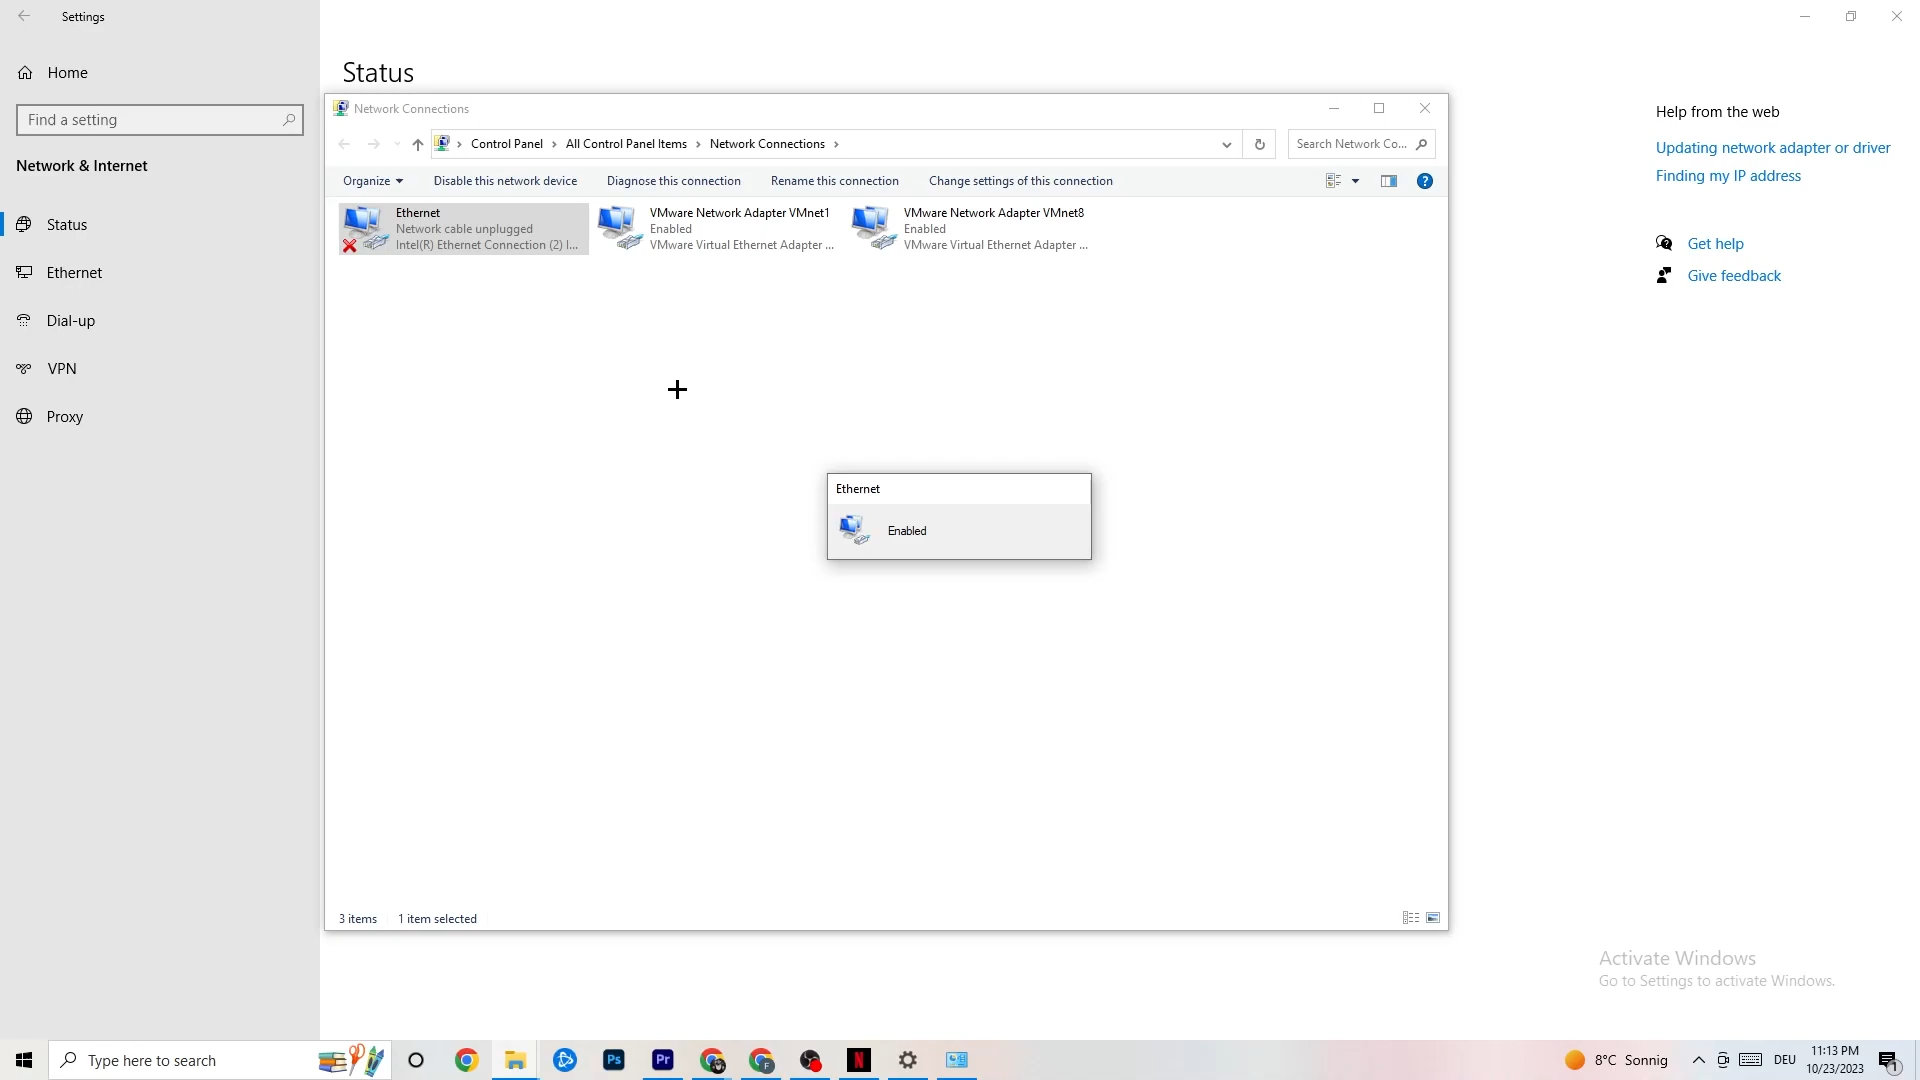 Settings
Home
Find a setting
Network & Internet
Status
Ethernet
Dial-up
VPN
Proxy
Status
Network Connections
Control Panel
All Control Panel Items
Network Connections
Search Network Co...
Organize
Disable this network device
Diagnose this connection
Rename this connection
Change settings of this connection
?
Ethernet
Network cable unplugged
Intel(R) Ethernet Connection (2) I...
VMware Network Adapter VMnet1
Enabled
VMware Virtual Ethernet Adapter ...
VMware Network Adapter VMnet8
Enabled
VMware Virtual Ethernet Adapter ...
Ethernet
Enabled
3 items
1 item selected
Help from the web
Updating network adapter or driver
Finding my IP address
Get help
Give feedback
Activate Windows
Go to Settings to activate Windows.
Type here to search
Ps
Pr
F
N
8°C Sonnig
DEU
11:13 PM
10/23/2023
1